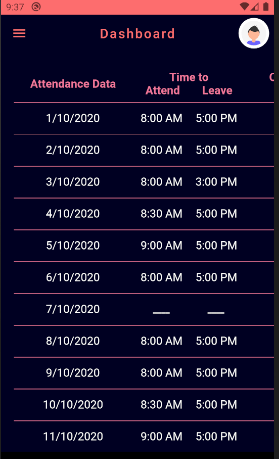 9:37
Dashboard
Time to
Attendance Data Attend Leave
1/10/2020 8:00 AM 5:00 PM
2/10/2020 8:00 AM 5:00 PM
3/10/2020 8:00 AM 3:00 PM
4/10/2020 8:30 AM 5:00 PM
5/10/2020 9:00 AM 5:00 PM
6/10/2020 8:00 AM 5:00 PM
7/10/2020 ___ ___
8/10/2020 8:00 AM 5:00 PM
9/10/2020 8:00 AM 5:00 PM
10/10/2020 8:30 AM 5:00 PM
11/10/2020 9:00 AM 5:00 PM